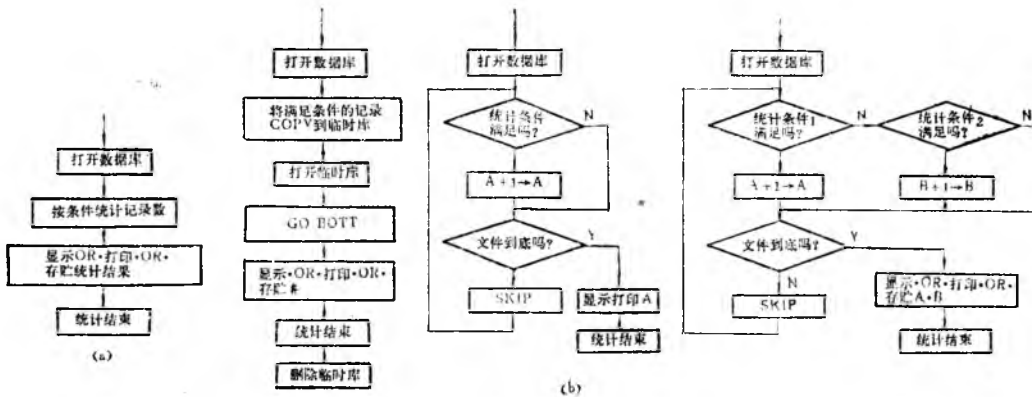 打开数据库
按条件统计记录数
显示OR·打印·OR·
存贮统计结果
统计结束
(a)
打开数据库
将满足条件的记录
COPY到临时库
打开临时库
GO BOTT
显示·OR·打印·OR·
存贮#
统计结束
删除临时库
打开数据库
统计条件
满足吗?
N
A+1→A
文件到底吗?
Y
SKIP
显示打印A
统计结束
(b)
打开数据库
统计条件1
满足吗?
N
统计条件2
满足吗?
N
A+1→A
B+1→B
文件到底吗?
Y
N
SKIP
显示·OR·打印·OR·
存贮A·B
统计结束